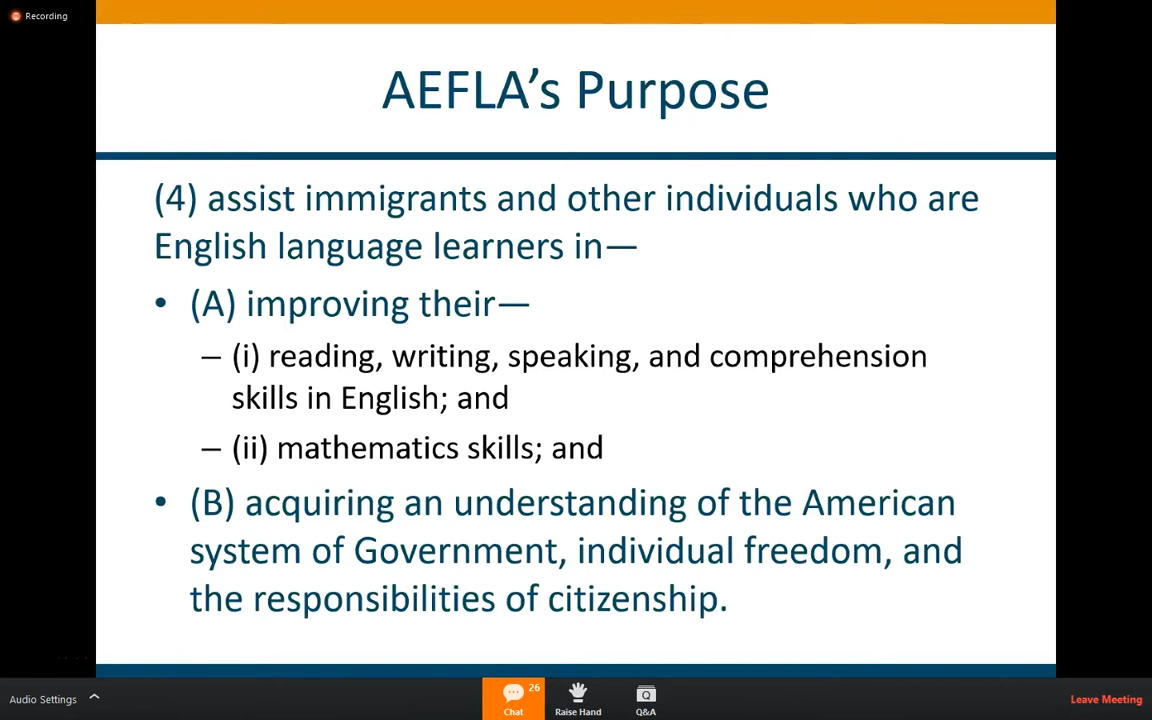 Recording
AEFLA's Purpose
(4) assist immigrants and other individuals who are
English language learners in—
• (A) improving their—
– (i) reading, writing, speaking, and comprehension
skills in English; and
– (ii) mathematics skills; and
• (B) acquiring an understanding of the American
system of Government, individual freedom, and
the responsibilities of citizenship.
Audio Settings
26
Chat
Raise Hand
Q
Q&A
Leave Meeting